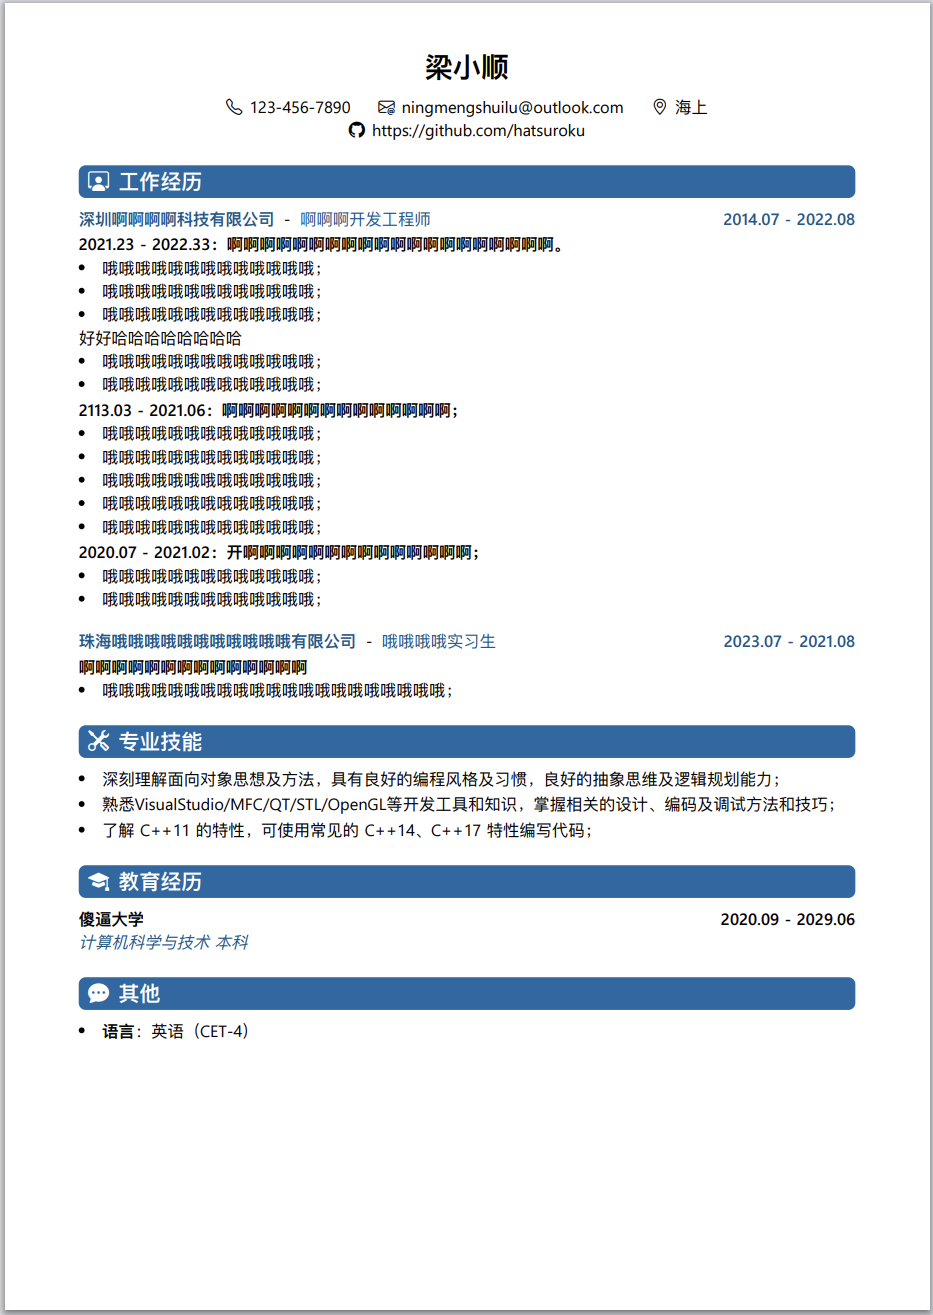 梁小顺
123-456-7890 ningmengshuilu@outlook.com 海上
https://github.com/hatsuroku
工作经历
深圳啊啊啊啊科技有限公司 - 啊啊啊开发工程师 2014.07 - 2022.08
2021.23 - 2022.33：啊啊啊啊啊啊啊啊啊啊啊啊啊啊啊啊啊啊啊啊。
• 哦哦哦哦哦哦哦哦哦哦哦哦哦；
• 哦哦哦哦哦哦哦哦哦哦哦哦哦；
• 哦哦哦哦哦哦哦哦哦哦哦哦哦；
好好哈哈哈哈哈哈哈哈
• 哦哦哦哦哦哦哦哦哦哦哦哦哦；
• 哦哦哦哦哦哦哦哦哦哦哦哦哦；
2113.03 - 2021.06：啊啊啊啊啊啊啊啊啊啊啊啊啊啊；
• 哦哦哦哦哦哦哦哦哦哦哦哦哦；
• 哦哦哦哦哦哦哦哦哦哦哦哦哦；
• 哦哦哦哦哦哦哦哦哦哦哦哦哦；
• 哦哦哦哦哦哦哦哦哦哦哦哦哦；
• 哦哦哦哦哦哦哦哦哦哦哦哦哦；
2020.07 - 2021.02：开啊啊啊啊啊啊啊啊啊啊啊啊啊啊；
• 哦哦哦哦哦哦哦哦哦哦哦哦哦；
• 哦哦哦哦哦哦哦哦哦哦哦哦哦；
珠海哦哦哦哦哦哦哦哦哦哦哦有限公司 - 哦哦哦哦实习生 2023.07 - 2021.08
啊啊啊啊啊啊啊啊啊啊啊啊啊啊
• 哦哦哦哦哦哦哦哦哦哦哦哦哦哦哦哦哦哦哦哦哦；
专业技能
• 深刻理解面向对象思想及方法，具有良好的编程风格及习惯，良好的抽象思维及逻辑规划能力；
• 熟悉VisualStudio/MFC/QT/STL/OpenGL等开发工具和知识，掌握相关的设计、编码及调试方法和技巧；
• 了解 C++11 的特性，可使用常见的 C++14、C++17 特性编写代码；
教育经历
傻逼大学 2020.09 - 2029.06
计算机科学与技术 本科
其他
• 语言：英语（CET-4）